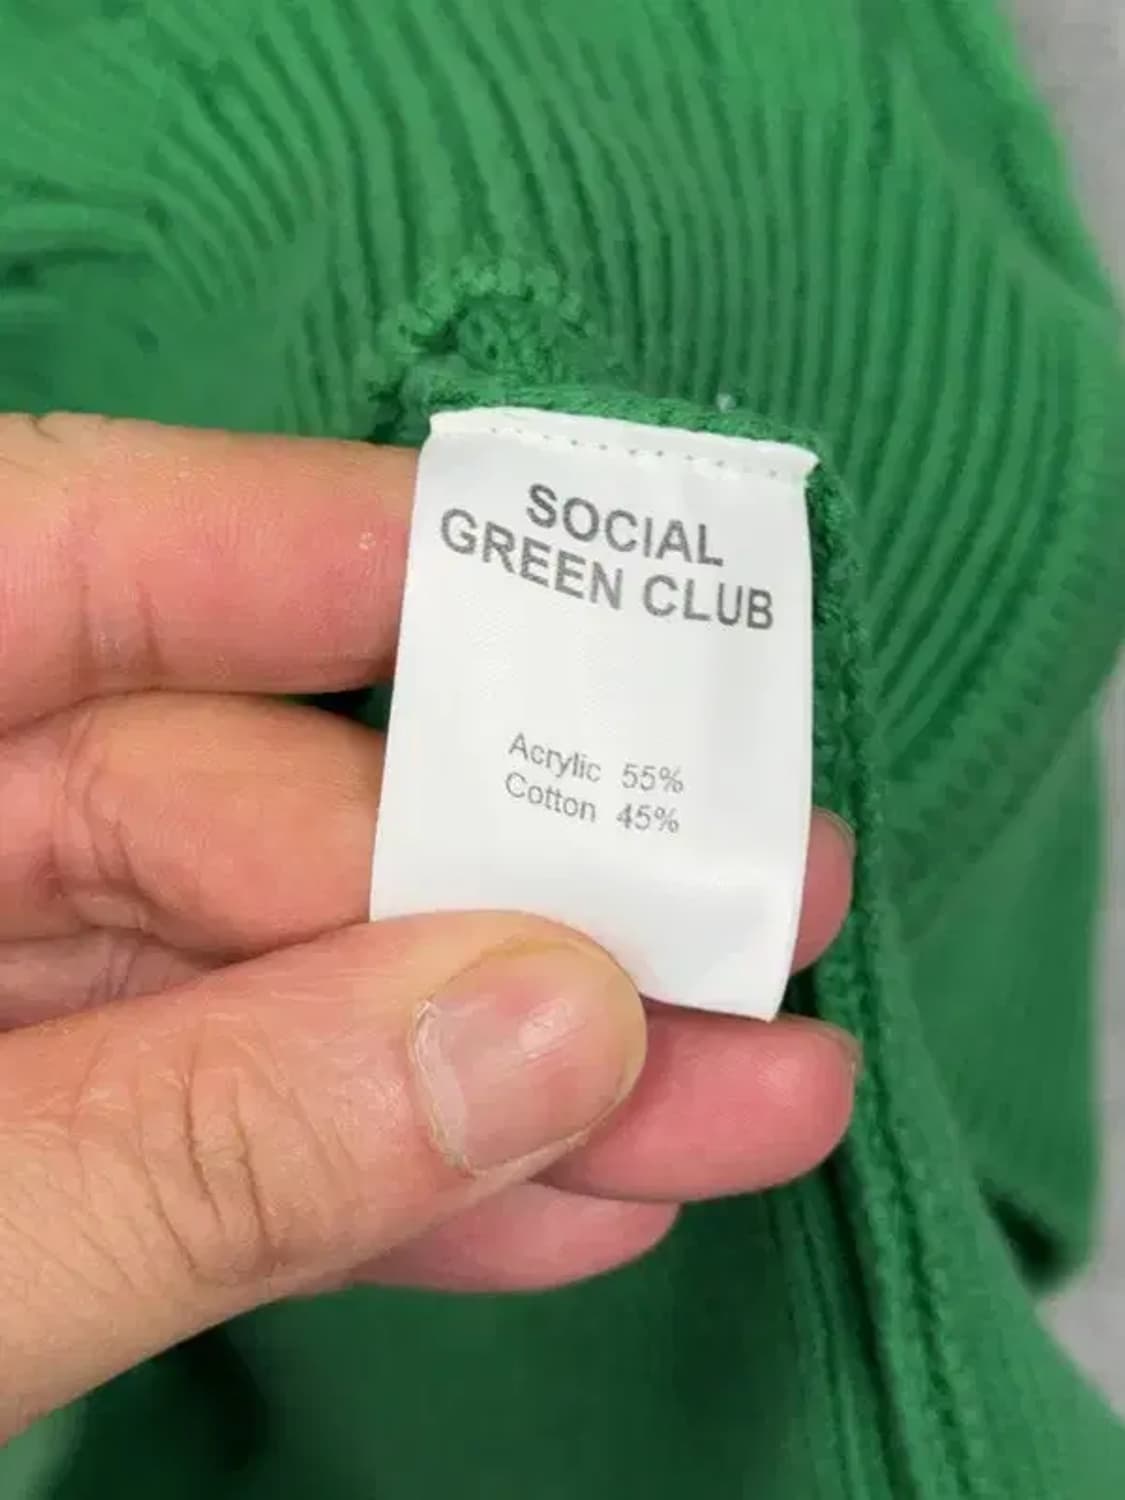 SOCIAL
GREEN CLUB
Acrylic 55%
Cotton 45%